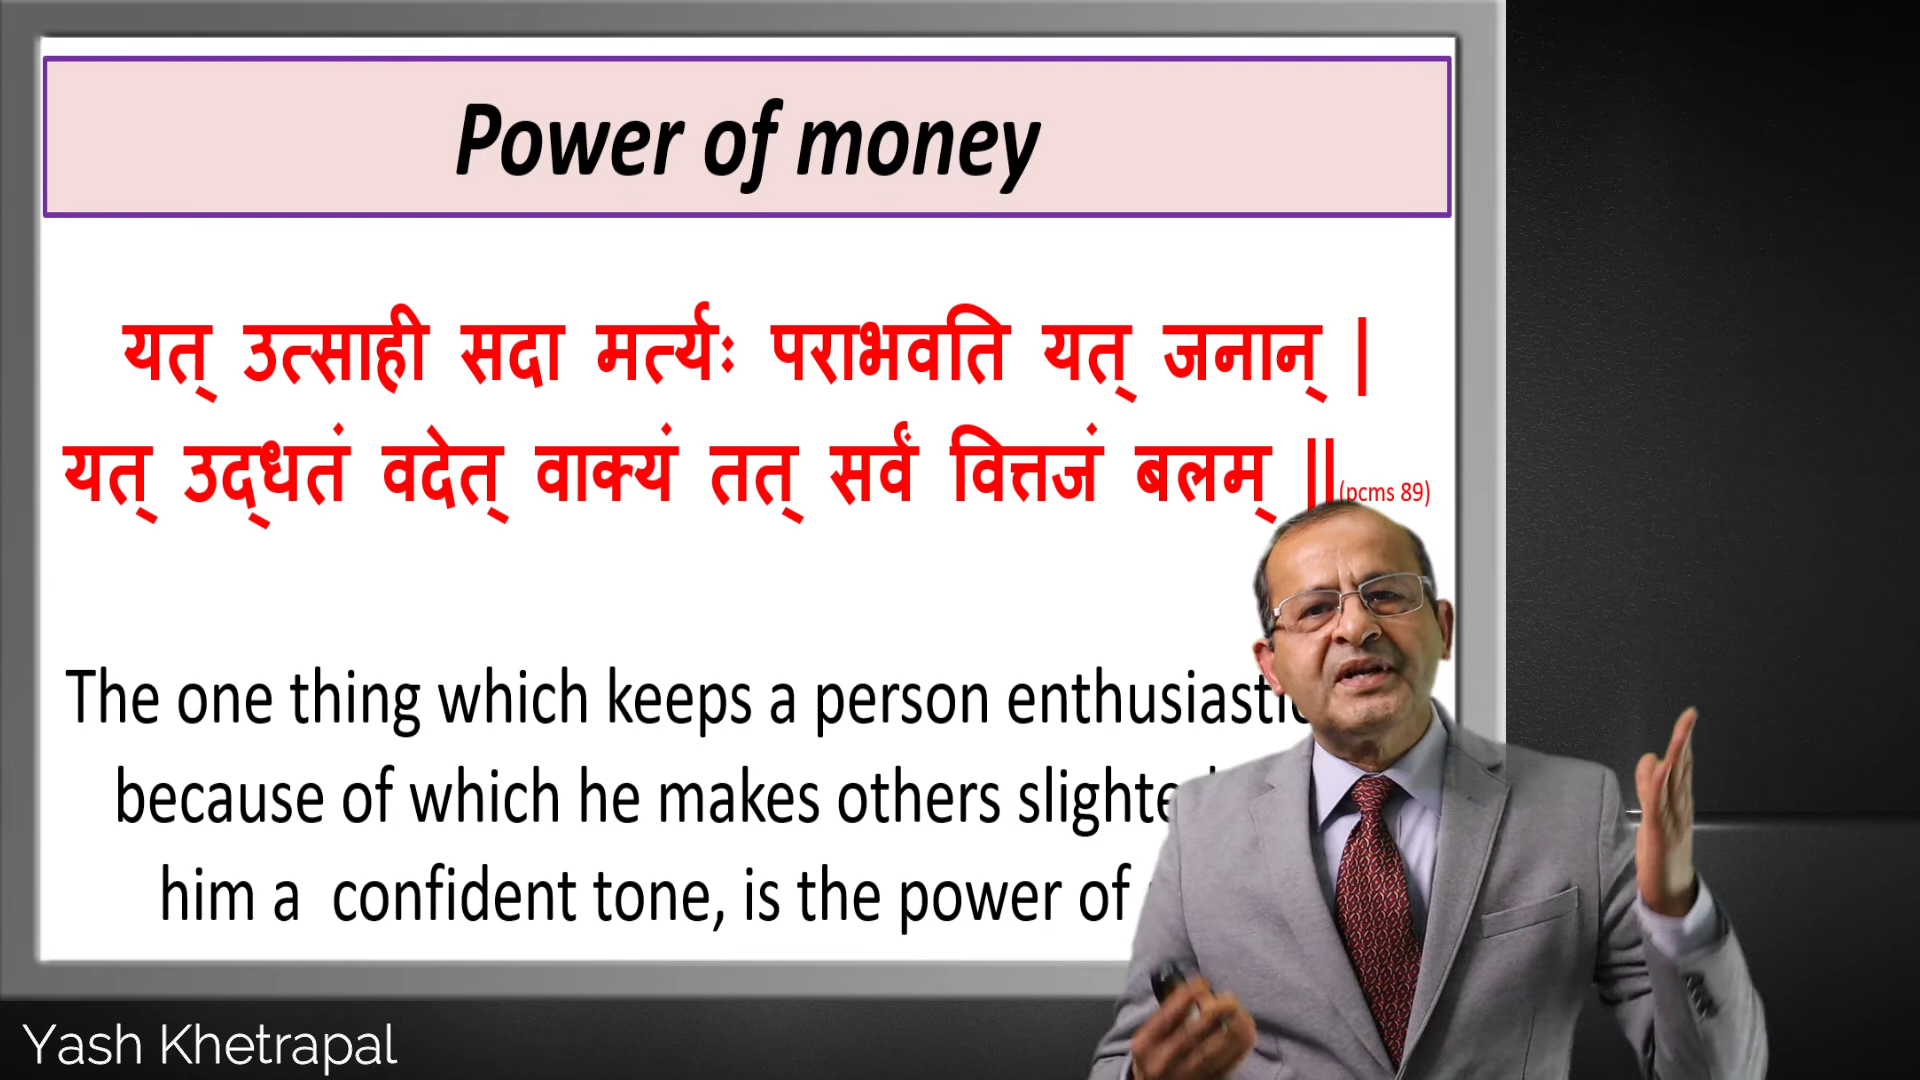 Power of money
यत् उत्साही सदा मर्त्यः पराभवति यत् जनान् |
यत् उद्धतं वदेत् वाक्यं तत् सर्वं वित्तजं बलम् ||(pcms 89)
The one thing which keeps a person enthusiastic
because of which he makes others
him a confident tone, is the power of
Yash Khetrapal